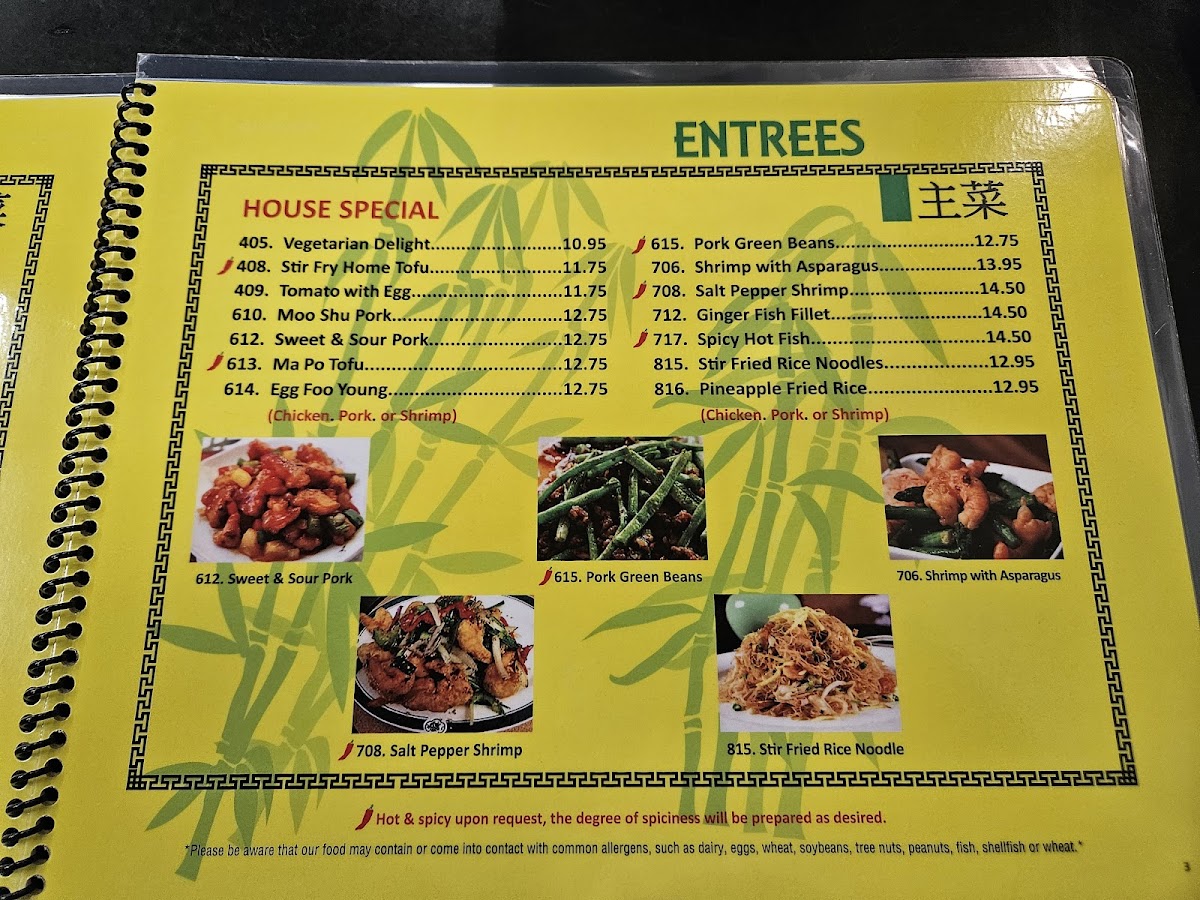 ENTREES
主菜
HOUSE SPECIAL
405. Vegetarian Delight..........................10.95
408. Stir Fry Home Tofu...........................11.75
409. Tomato with Egg..............................11.75
610. Moo Shu Pork..................................12.75
612. Sweet & Sour Pork...........................12.75
613. Ma Po Tofu........................................12.75
614. Egg Foo Young...................................12.75
(Chicken. Pork. or Shrimp)
615. Pork Green Beans............................12.75
706. Shrimp with Asparagus....................13.95
708. Salt Pepper Shrimp..........................14.50
712. Ginger Fish Fillet..............................14.50
717. Spicy Hot Fish...................................14.50
815. Stir Fried Rice Noodles.....................12.95
816. Pineapple Fried Rice.........................12.95
(Chicken. Pork. or Shrimp)
612. Sweet & Sour Pork
615. Pork Green Beans
706. Shrimp with Asparagus
708. Salt Pepper Shrimp
815. Stir Fried Rice Noodle
Hot & spicy upon request, the degree of spiciness will be prepared as desired.
*Please be aware that our food may contain or come into contact with common allergens, such as dairy, eggs, wheat, soybeans, tree nuts, peanuts, fish, shellfish or wheat.*
3